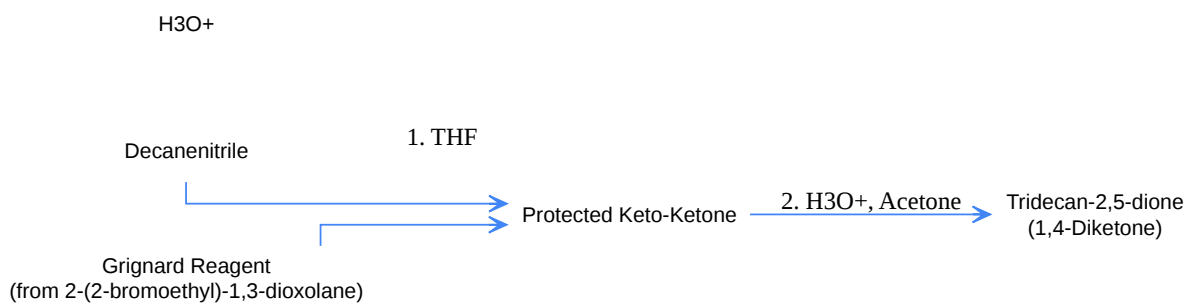 H3O+
1. THF
Decanenitrile
2. H3O+, Acetone
Protected Keto-Ketone
Tridecan-2,5-dione
(1,4-Diketone)
Grignard Reagent
(from 2-(2-bromoethyl)-1,3-dioxolane)